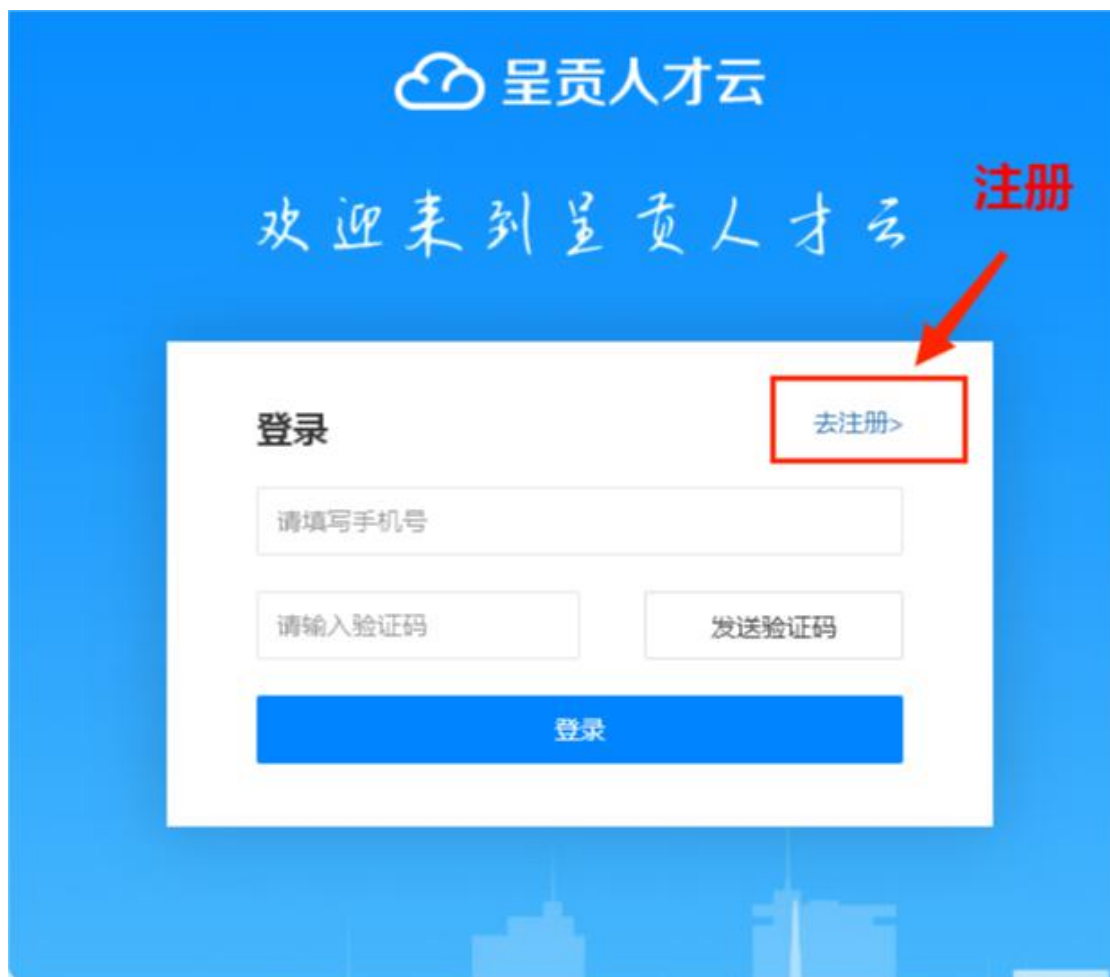 呈贡人才云
注册
欢迎来到呈贡人才云
登录
去注册>
请填写手机号
请输入验证码
发送验证码
登录